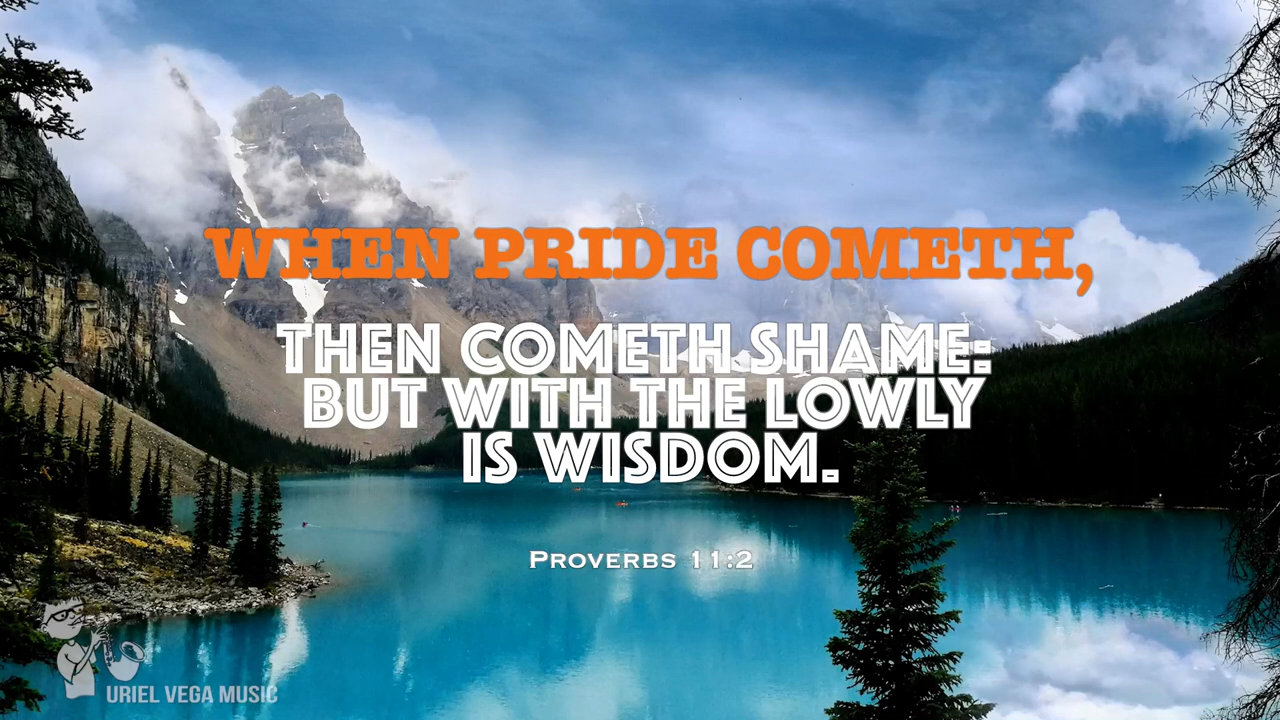 WHEN PRIDE COMETH,
THEN COMETH SHAME:
BUT WITH THE LOWLY
IS WISDOM.
PROVERBS 11:2
URIEL VEGA MUSIC